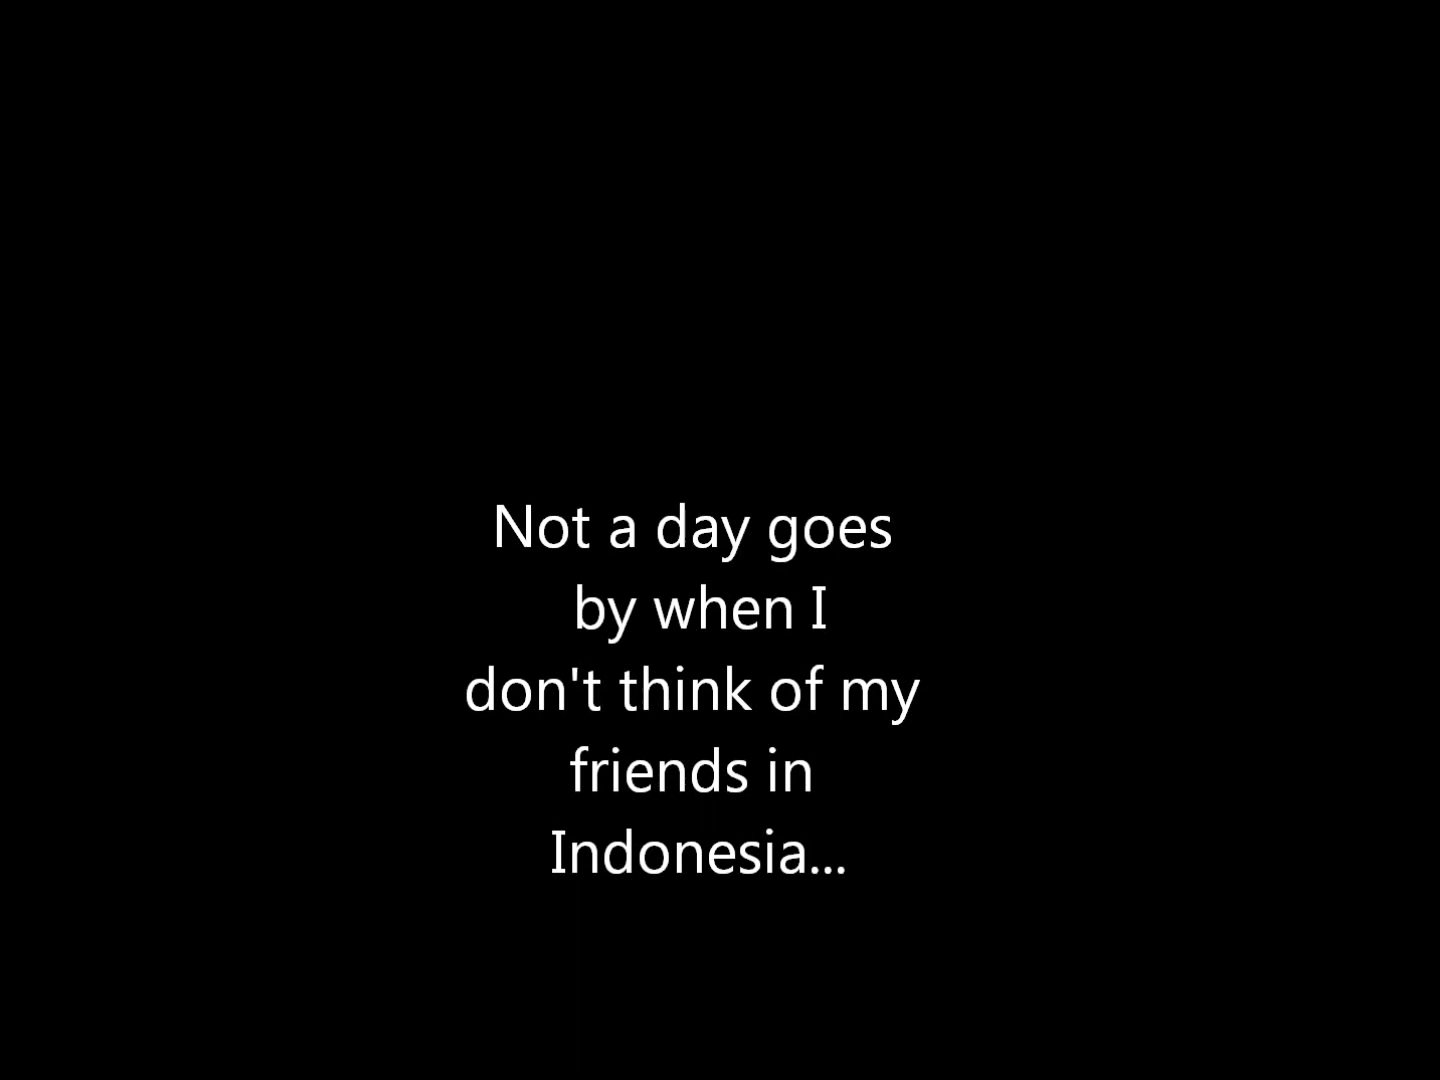 Not a day goes
by when I
don't think of my
friends in
Indonesia...